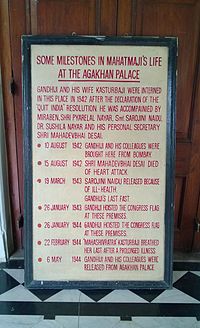 SOME MILESTONES IN MAHATMAJI'S LIFE
AT THE AGAKHAN PALACE
GANDHIJI AND HIS WIFE KASTURBAJI WERE INTERNED
IN THIS PLACE IN 1942 AFTER THE DECLARATION OF THE
'QUIT INDIA' RESOLUTION. HE WAS ACCOMPANIED BY
MIRABEN, SHRI PYARELAL NAYAR, SMT. SAROJINI NAIDU,
DR. SUSHILA NAYAR AND HIS PERSONAL SECRETARY
SHRI MAHADEVBHAI DESAI.
10 AUGUST 1942 GANDHIJI AND HIS COLLEAGUES WERE
BROUGHT HERE FROM BOMBAY.
15 AUGUST 1942 SHRI MAHADEVBHAI DESAI DIED
OF HEART ATTACK.
19 MARCH 1943 SAROJINI NAIDU RELEASED BECAUSE
OF ILL-HEALTH.
GANDHIJI'S LAST FAST.
26 JANUARY 1943 GANDHIJI HOISTED THE CONGRESS FLAG
AT THESE PREMISES.
26 JANUARY 1944 GANDHIJI HOISTED THE CONGRESS FLAG
AT THESE PREMISES.
22 FEBRUARY 1944 'MAHASHIVRATRA' KASTURBAJI BREATHED
HER LAST AFTER A PROLONGED ILLNESS.
6 MAY 1944 GANDHIJI AND HIS COLLEAGUES WERE
RELEASED FROM AGAKHAN PALACE.